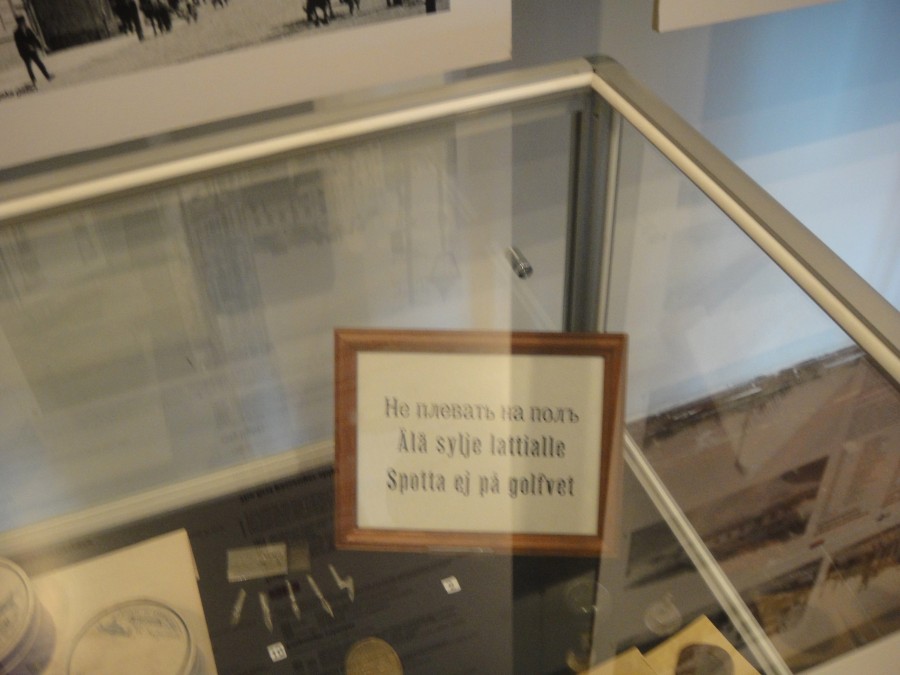 Не плевать на полъ
Älä sylje lattialle
Spotta ej på golfvet